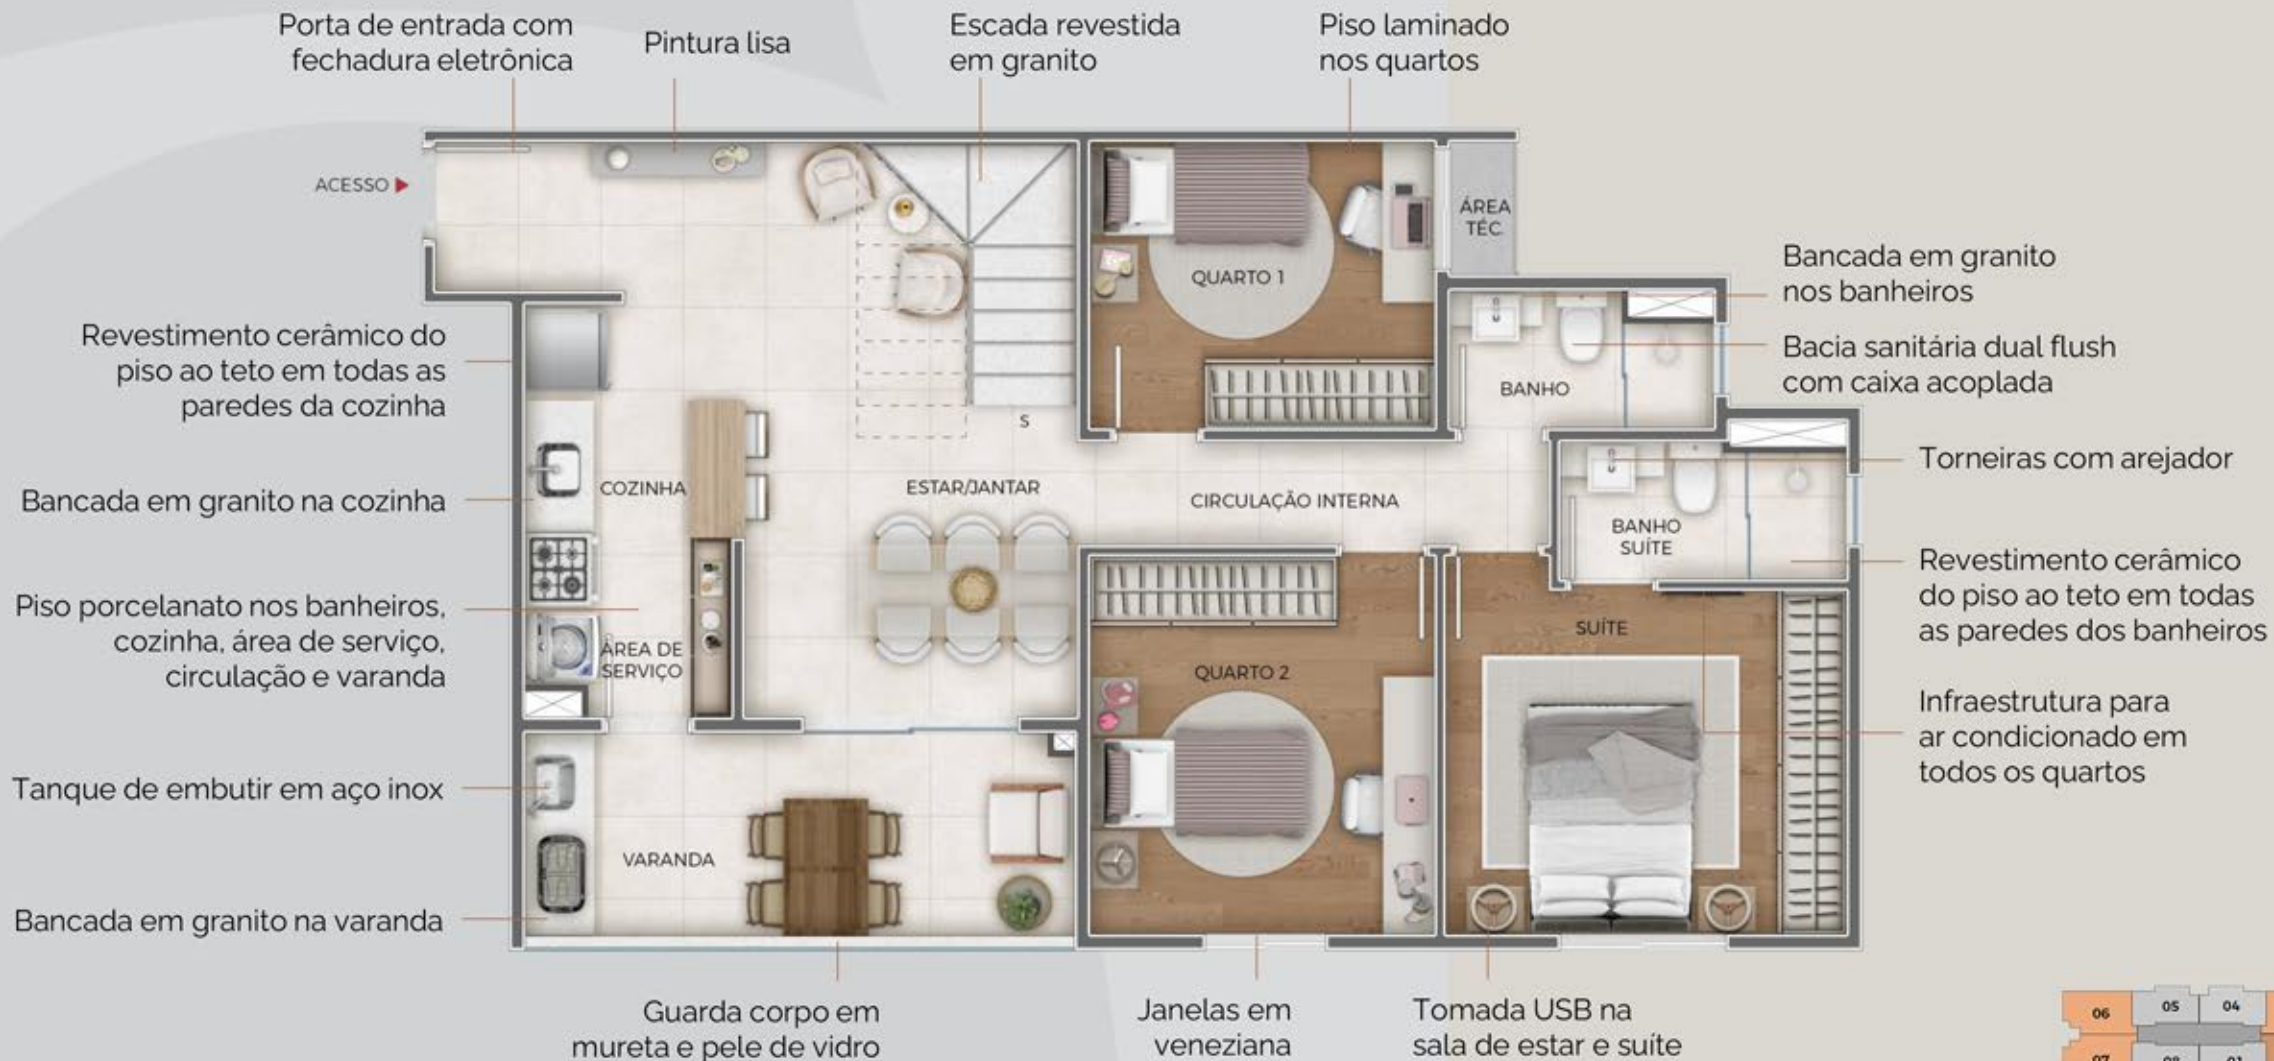 Porta de entrada com
fechadura eletrônica
Pintura lisa
Escada revestida
em granito
Piso laminado
nos quartos
ACESSO
ÁREA
TÉC.
QUARTO 1
Bancada em granito
nos banheiros
Revestimento cerâmico do
piso ao teto em todas as
paredes da cozinha
Bacia sanitária dual flush
com caixa acoplada
BANHO
S
Torneiras com arejador
Bancada em granito na cozinha
COZINHA
ESTAR/JANTAR
CIRCULAÇÃO INTERNA
BANHO
SUÍTE
Revestimento cerâmico
do piso ao teto em todas
as paredes dos banheiros
Piso porcelanato nos banheiros,
cozinha, área de serviço,
circulação e varanda
ÁREA DE
SERVIÇO
SUÍTE
QUARTO 2
Infraestrutura para
ar condicionado em
todos os quartos
Tanque de embutir em aço inox
VARANDA
Bancada em granito na varanda
Guarda corpo em
mureta e pele de vidro
Janelas em
veneziana
Tomada USB na
sala de estar e suíte
06
05
04
07
08
01